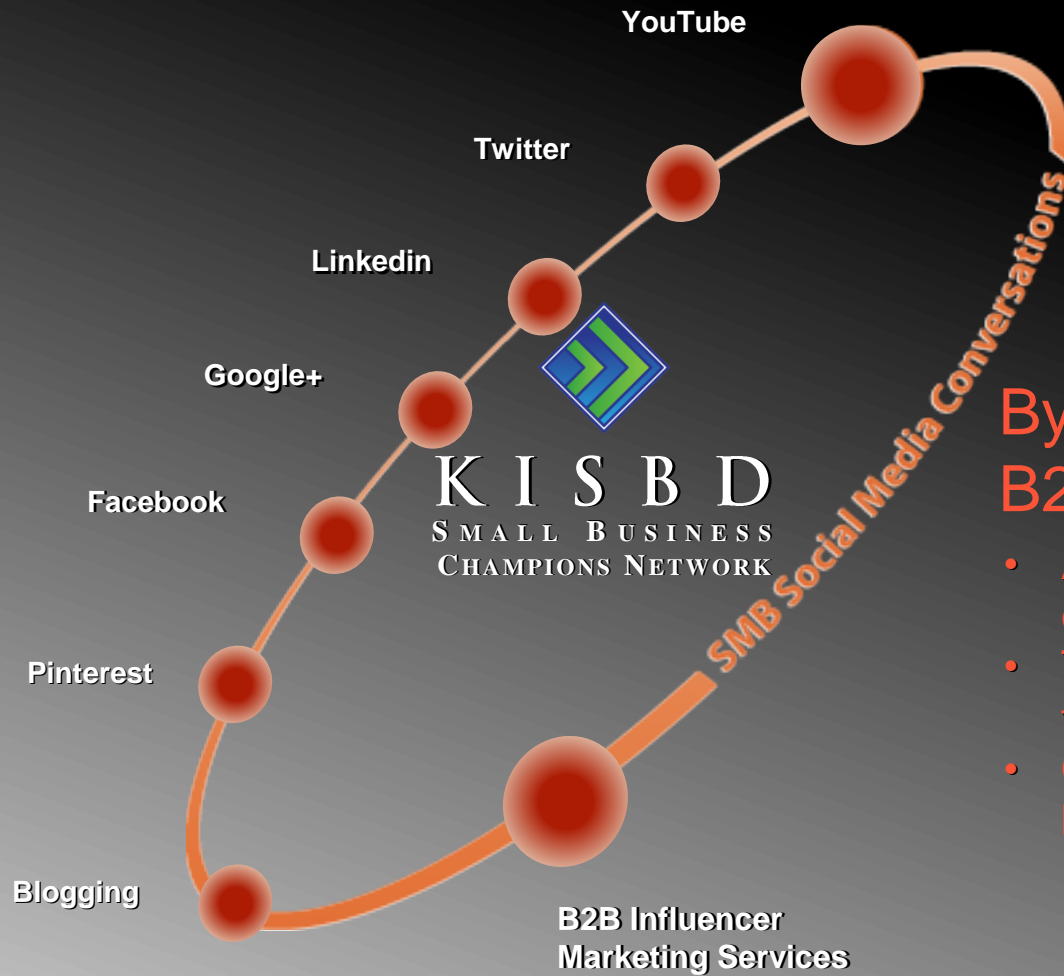 YouTube
Twitter
Linkedin
Google+
Facebook
Pinterest
Blogging
B2B Influencer
Marketing Services
KISBD
SMALL BUSINESS
CHAMPIONS NETWORK
SMB Social Media Conversations
By